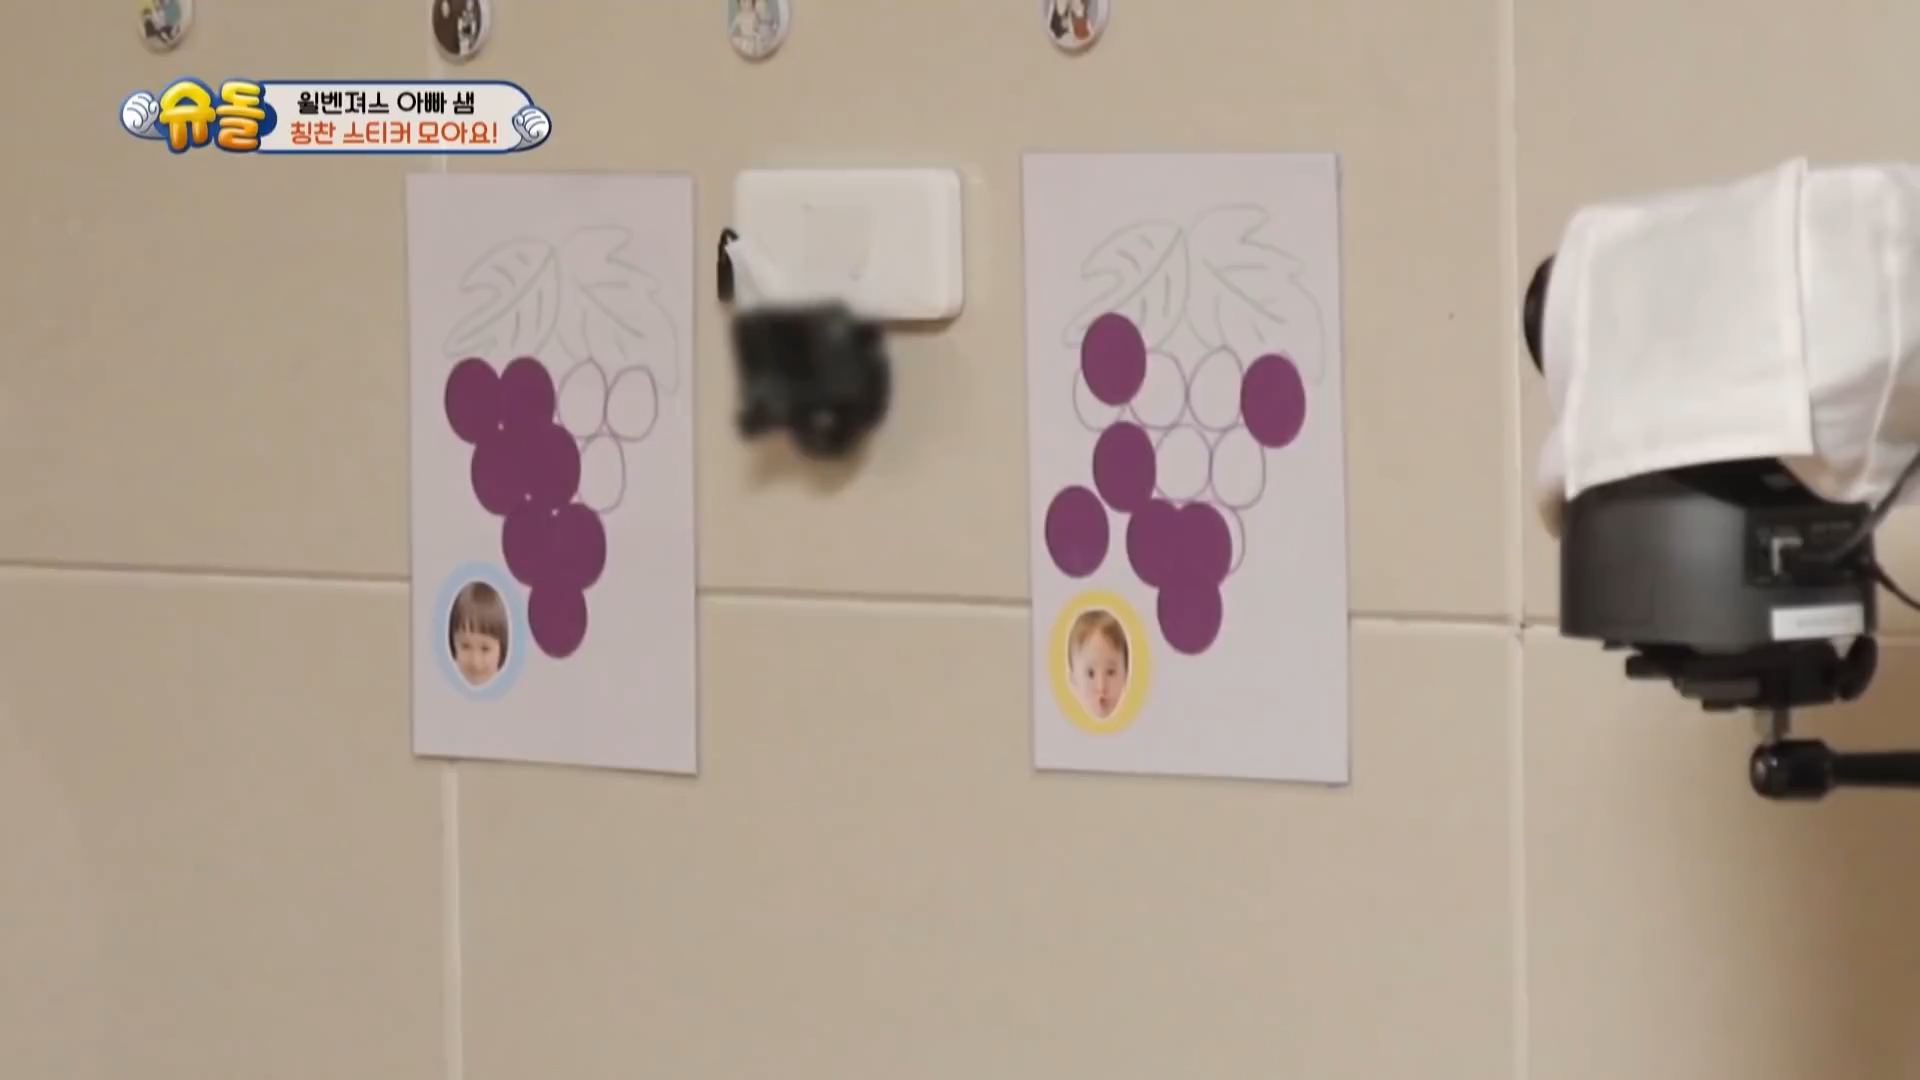 슈돌
윌벤져스 아빠 샘
칭찬 스티커 모아요!